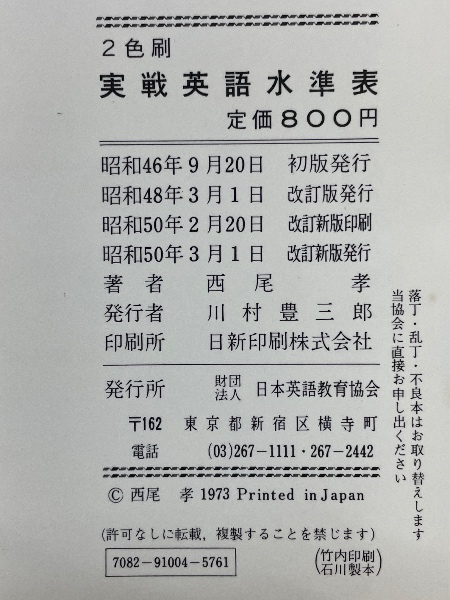 2色刷
実戦英語水準表
定価800円
昭和46年9月20日 初版発行
昭和48年3月1日 改訂版発行
昭和50年2月20日 改訂新版印刷
昭和50年3月1日 改訂新版発行
著者 西尾 孝
発行者 川村豊三郎
印刷所 日新印刷株式会社
発行所 財団法人 日本英語教育協会
〒162 東京都新宿区横寺町
電話 (03)267-1111・267-2442
© 西尾 孝 1973 Printed in Japan
(許可なしに転載,複製することを禁じます)
7082-91004-5761
(竹内印刷
石川製本)
落丁・乱丁・不良本はお取り替えします
当協会に直接お申し出ください